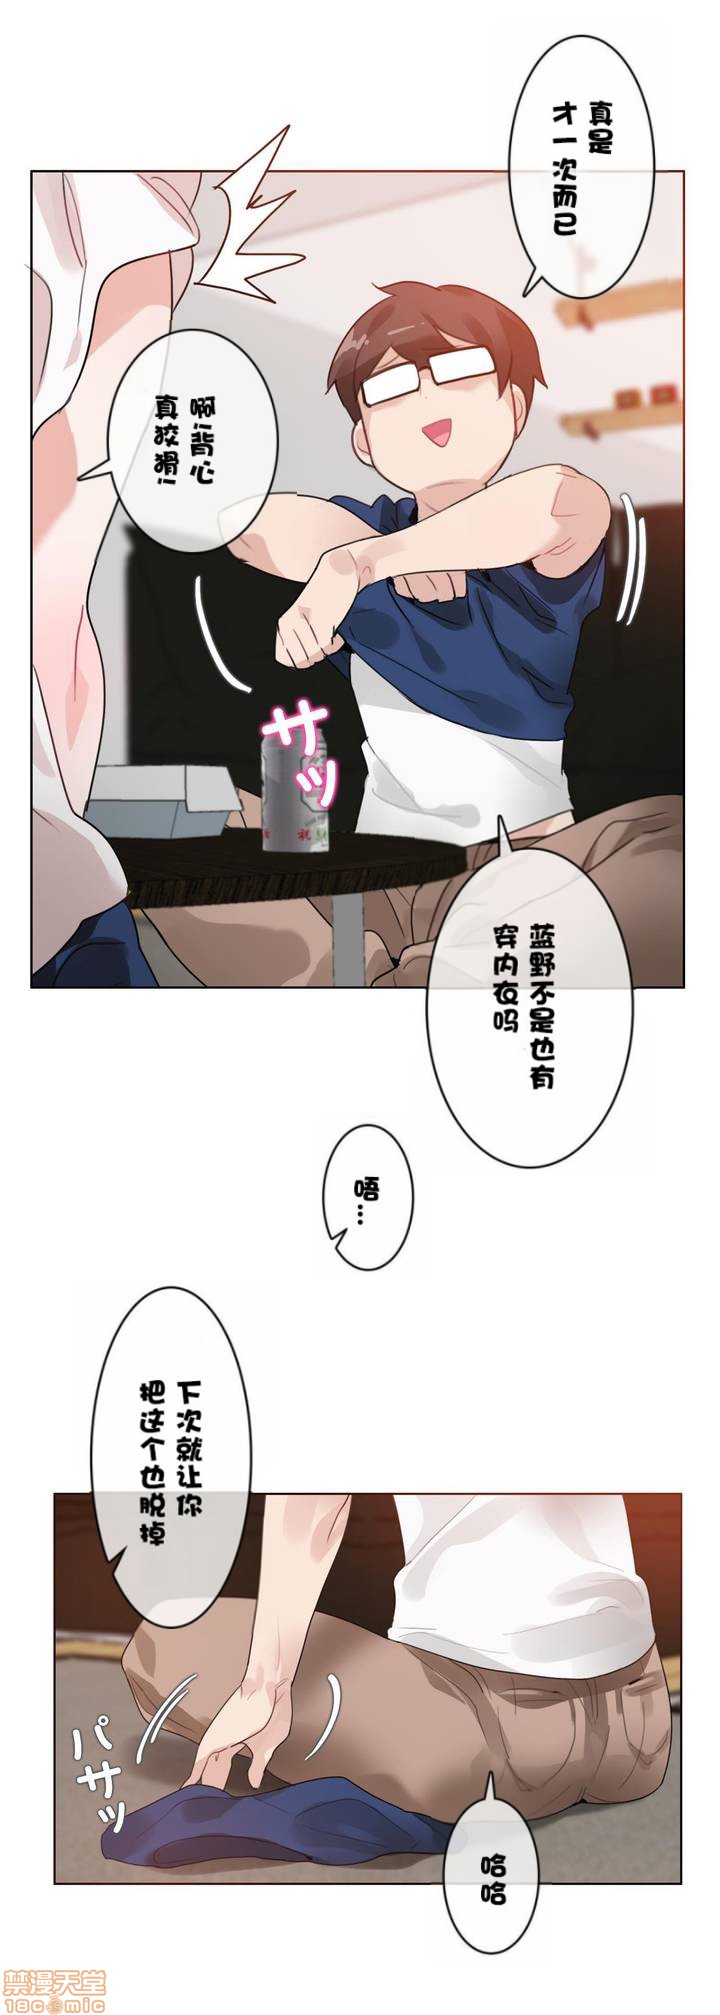 真是
才一次而已
啊!背心
真狡猾!
サッ
祝
蓝野不是也有
穿内衣吗
唔…
下次就让你
把这个也脱掉
パサッ
哈哈
禁漫天堂
18comic